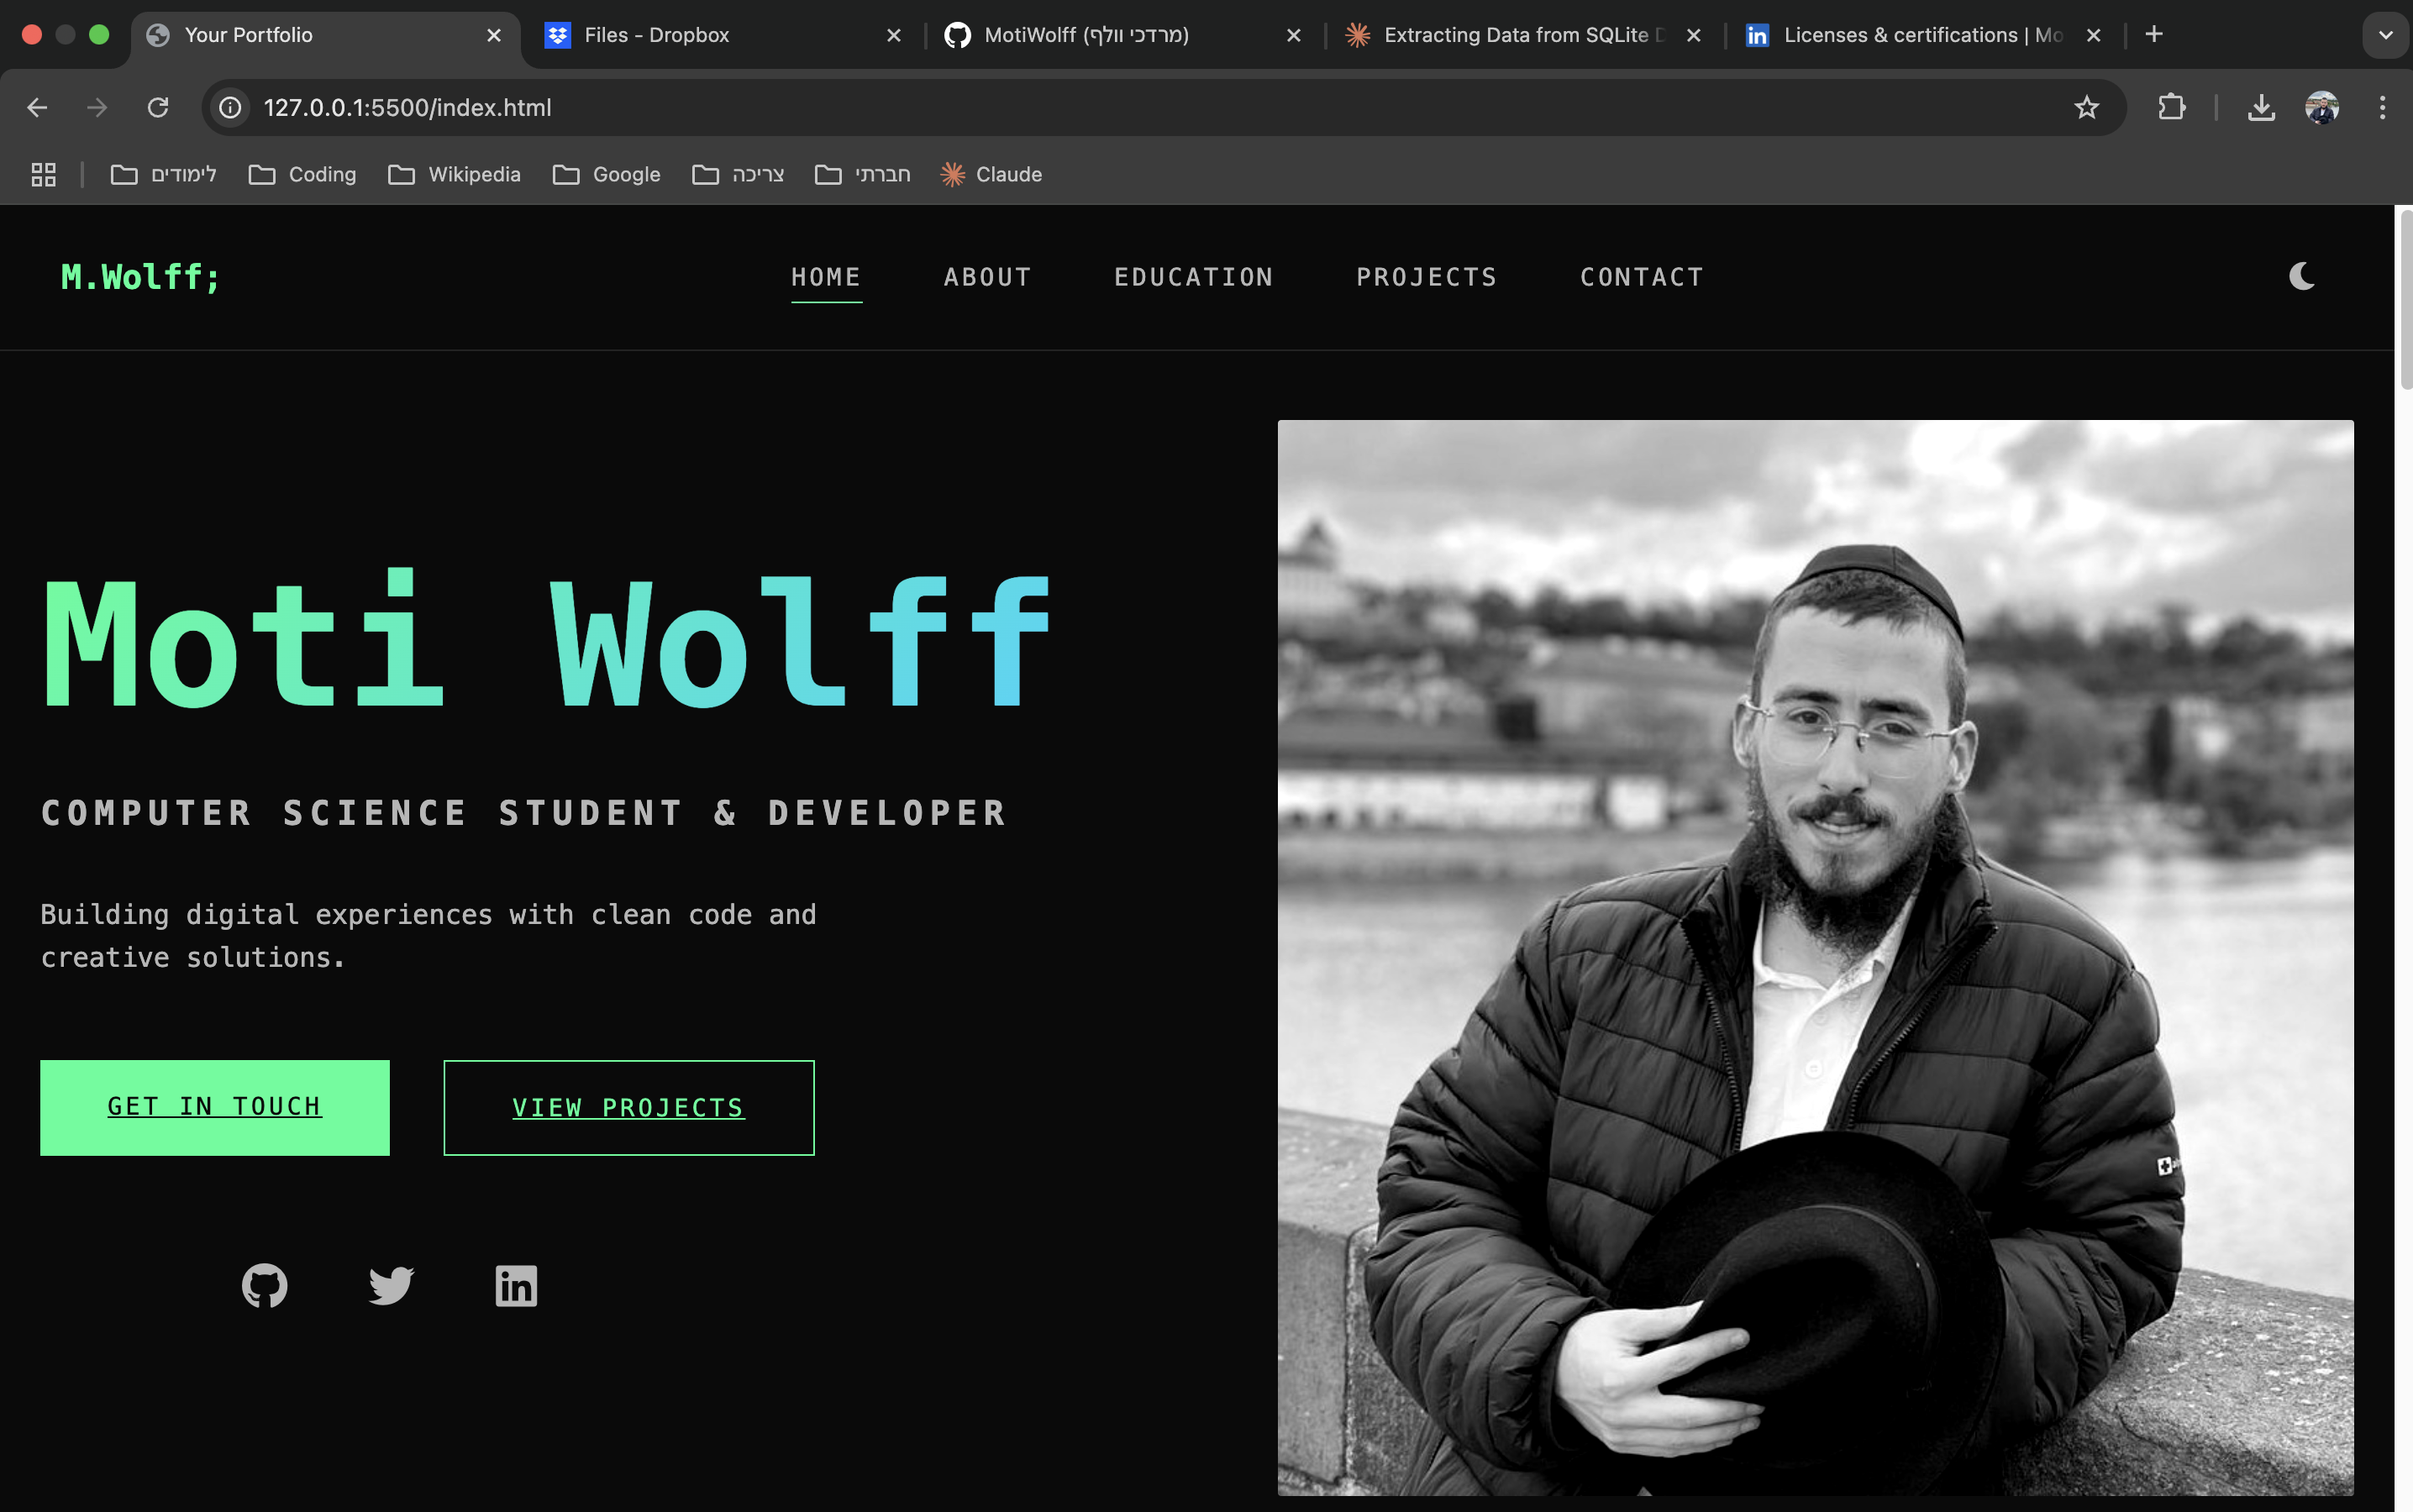 Your Portfolio
Files - Dropbox
MotiWolff (מרדכי וולף)
Extracting Data from SQLite D
Licenses & certifications | Mo
127.0.0.1:5500/index.html
לימודים
Coding
Wikipedia
Google
צריכה
חברתי
Claude
M.Wolff;
HOME
ABOUT
EDUCATION
PROJECTS
CONTACT
Moti Wolff
COMPUTER SCIENCE STUDENT & DEVELOPER
Building digital experiences with clean code and
creative solutions.
GET IN TOUCH
VIEW PROJECTS
in